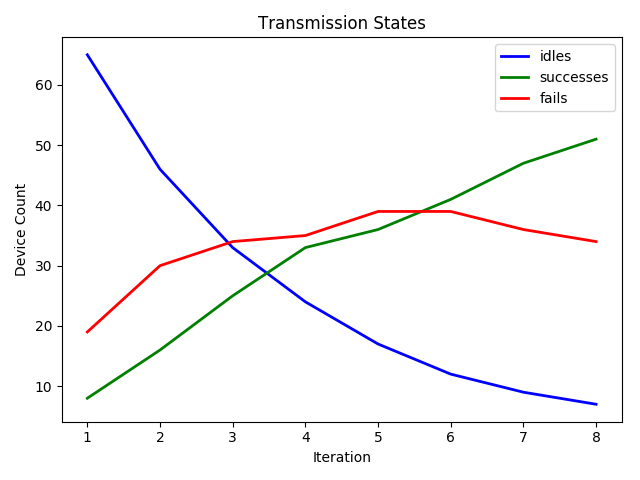 Transmission States
idles
successes
fails
Device Count
60
50
40
30
20
10
1 2 3 4 5 6 7 8
Iteration